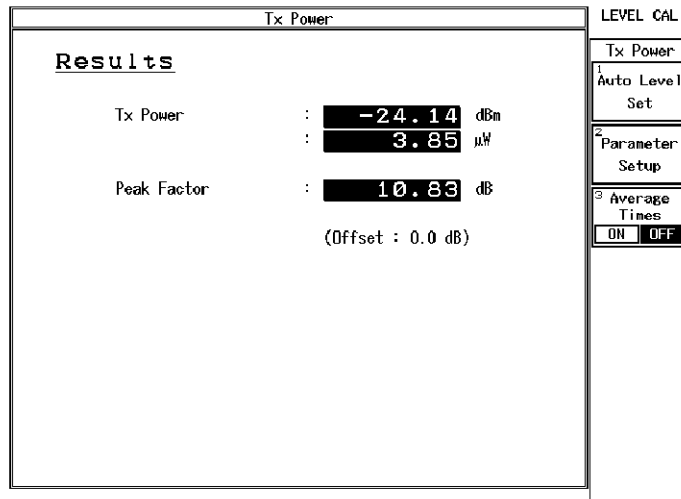 Tx Power
LEVEL CAL
Results
Tx Power : -24.14 dBm
: 3.85 µW
Peak Factor : 10.83 dB
(Offset : 0.0 dB)
Tx Power
1
Auto Level
Set
2
Parameter
Setup
3 Average
Times
ON OFF